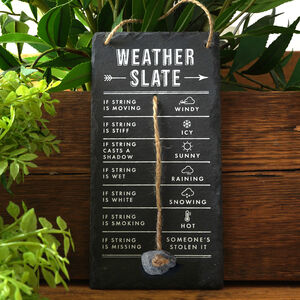 WEATHER
SLATE
IF STRING
IS MOVING
WINDY
IF STRING
IS STIFF
ICY
IF STRING
CASTS A
SHADOW
SUNNY
IF STRING
IS WET
RAINING
IF STRING
IS WHITE
SNOWING
IF STRING
IS SMOKING
HOT
IF STRING
IS MISSING
SOMEONE'S
STOLEN IT